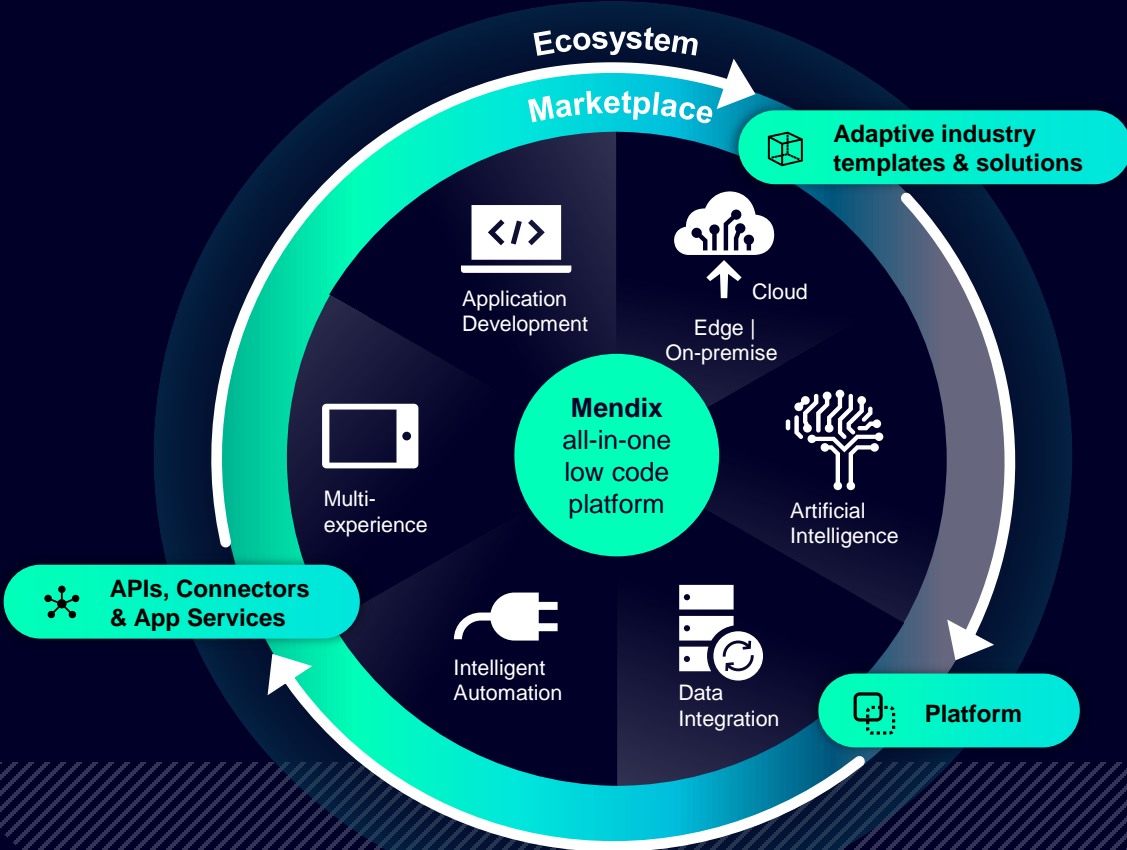 Ecosystem
Marketplace
Adaptive industry
templates & solutions
Application
Development
Cloud
Edge |
On-premise
Mendix
all-in-one
low code
platform
Multi-
experience
Artificial
Intelligence
APIs, Connectors
& App Services
Intelligent
Automation
Data
Integration
Platform